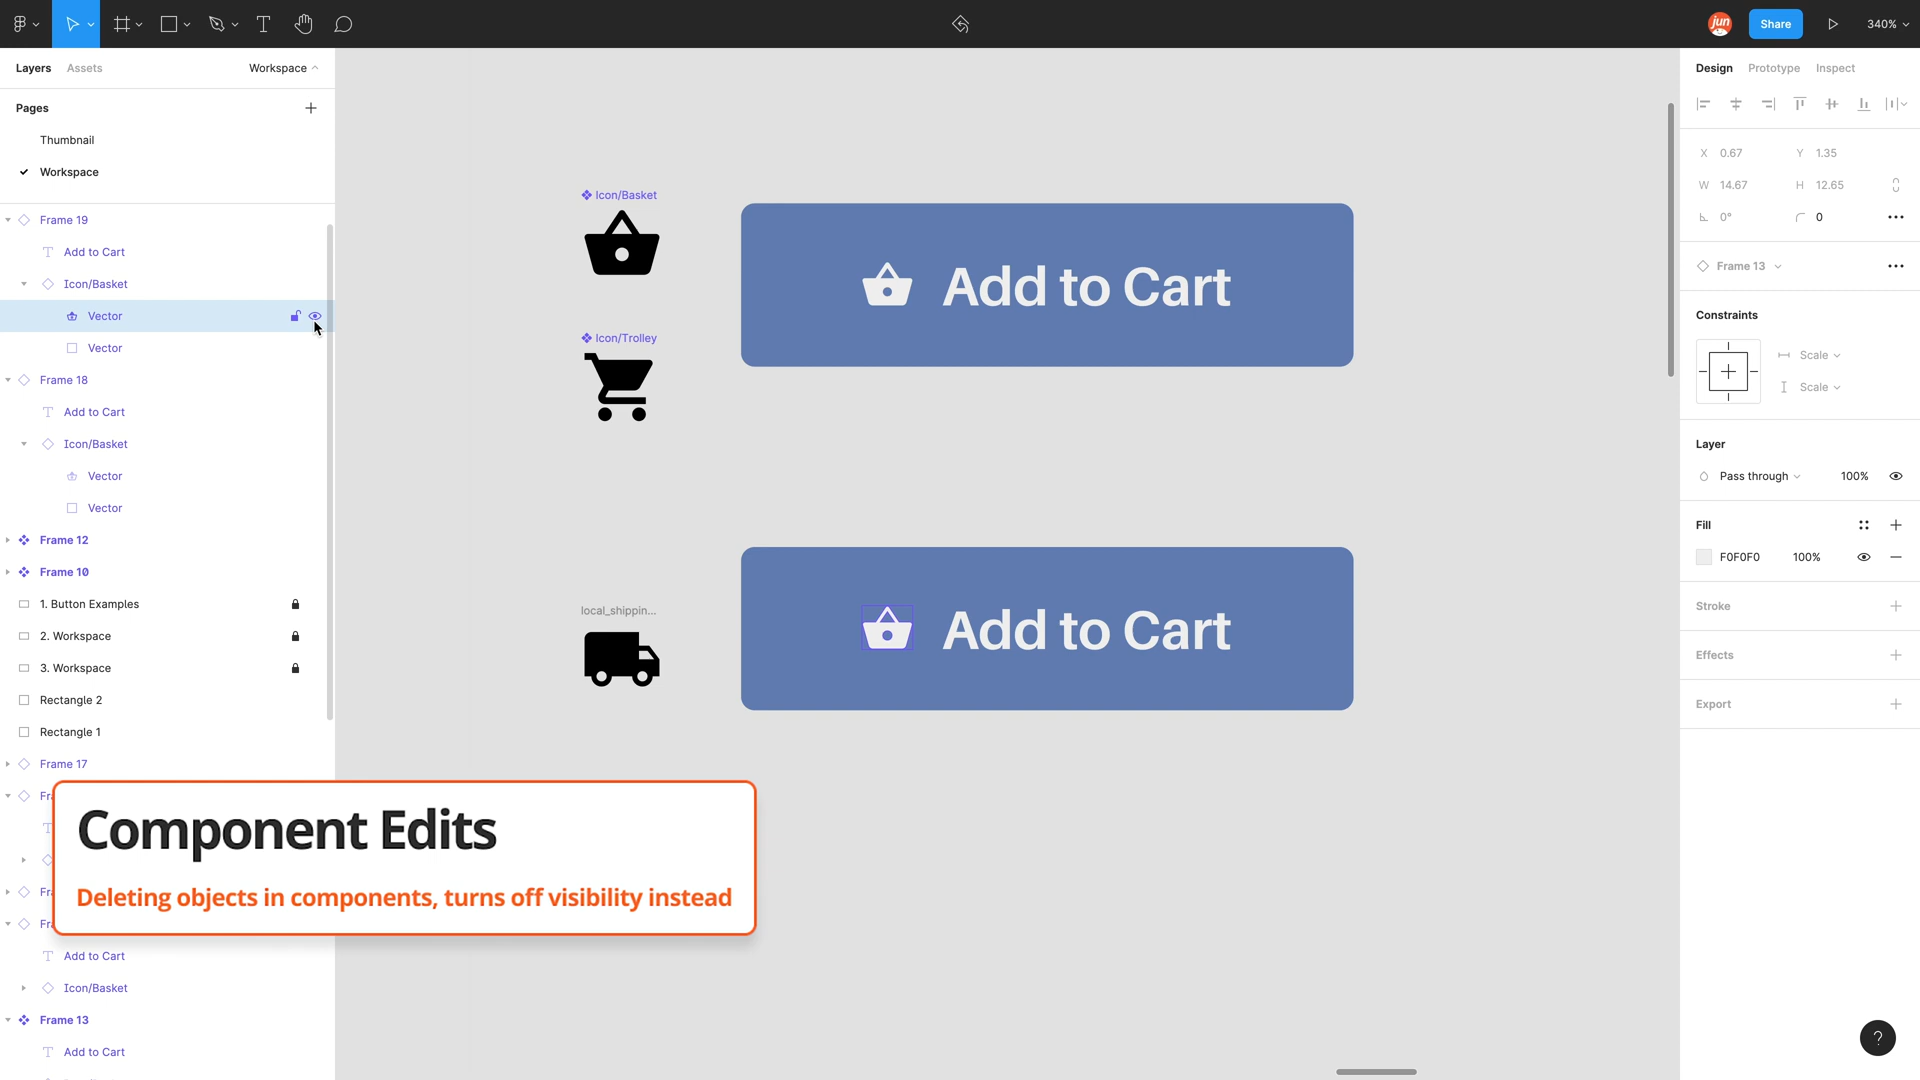 jun
Share
340%
Layers
Assets
Workspace
Pages
Thumbnail
Workspace
Frame 19
Add to Cart
Icon/Basket
Vector
Vector
Frame 18
Add to Cart
Icon/Basket
Vector
Vector
Frame 12
Frame 10
1. Button Examples
2. Workspace
3. Workspace
Rectangle 2
Rectangle 1
Frame 17
Fra
Fra
Fra
Add to Cart
Icon/Basket
Frame 13
Add to Cart
Icon/Basket
Add to Cart
Icon/Trolley
local_shippin...
Add to Cart
Component Edits
Deleting objects in components, turns off visibility instead
Design
Prototype
Inspect
X 0.67
Y 1.35
W 14.67
H 12.65
0°
0
Frame 13
Constraints
Scale
Scale
Layer
Pass through
100%
Fill
F0F0F0
100%
Stroke
Effects
Export
?